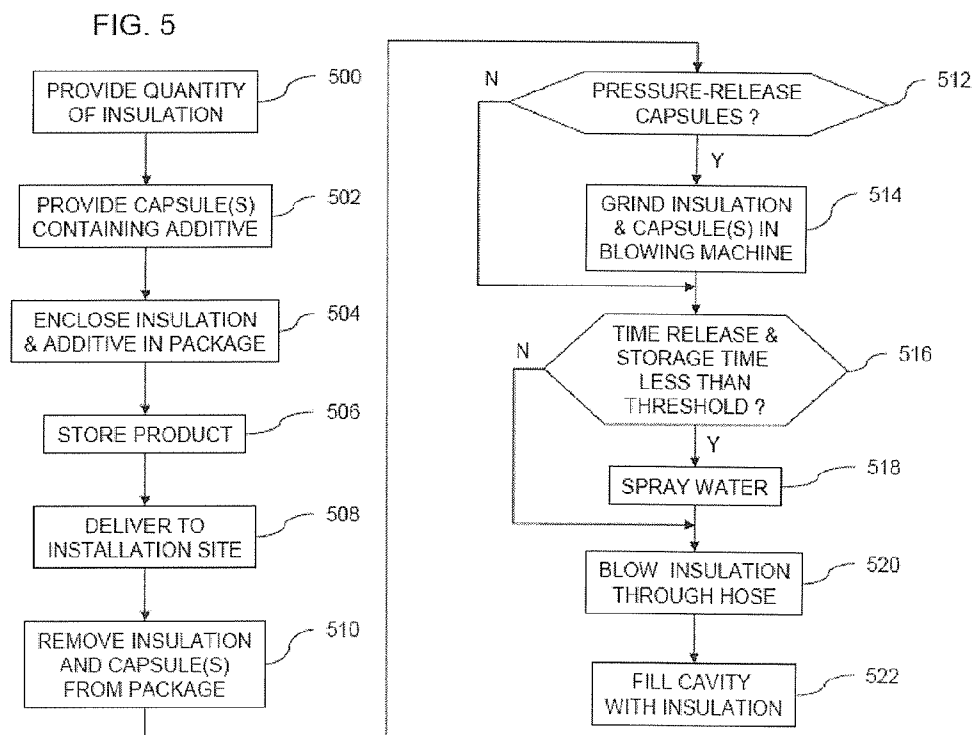 FIG. 5
PROVIDE QUANTITY
OF INSULATION
500
PROVIDE CAPSULE(S)
CONTAINING ADDITIVE
502
ENCLOSE INSULATION
& ADDITIVE IN PACKAGE
504
STORE PRODUCT
506
DELIVER TO
INSTALLATION SITE
508
REMOVE INSULATION
AND CAPSULE(S)
FROM PACKAGE
510
N
PRESSURE-RELEASE
CAPSULES ?
512
Y
GRIND INSULATION
& CAPSULE(S) IN
BLOWING MACHINE
514
N
TIME RELEASE &
STORAGE TIME
LESS THAN
THRESHOLD ?
516
Y
SPRAY WATER
518
BLOW INSULATION
THROUGH HOSE
520
FILL CAVITY
WITH INSULATION
522